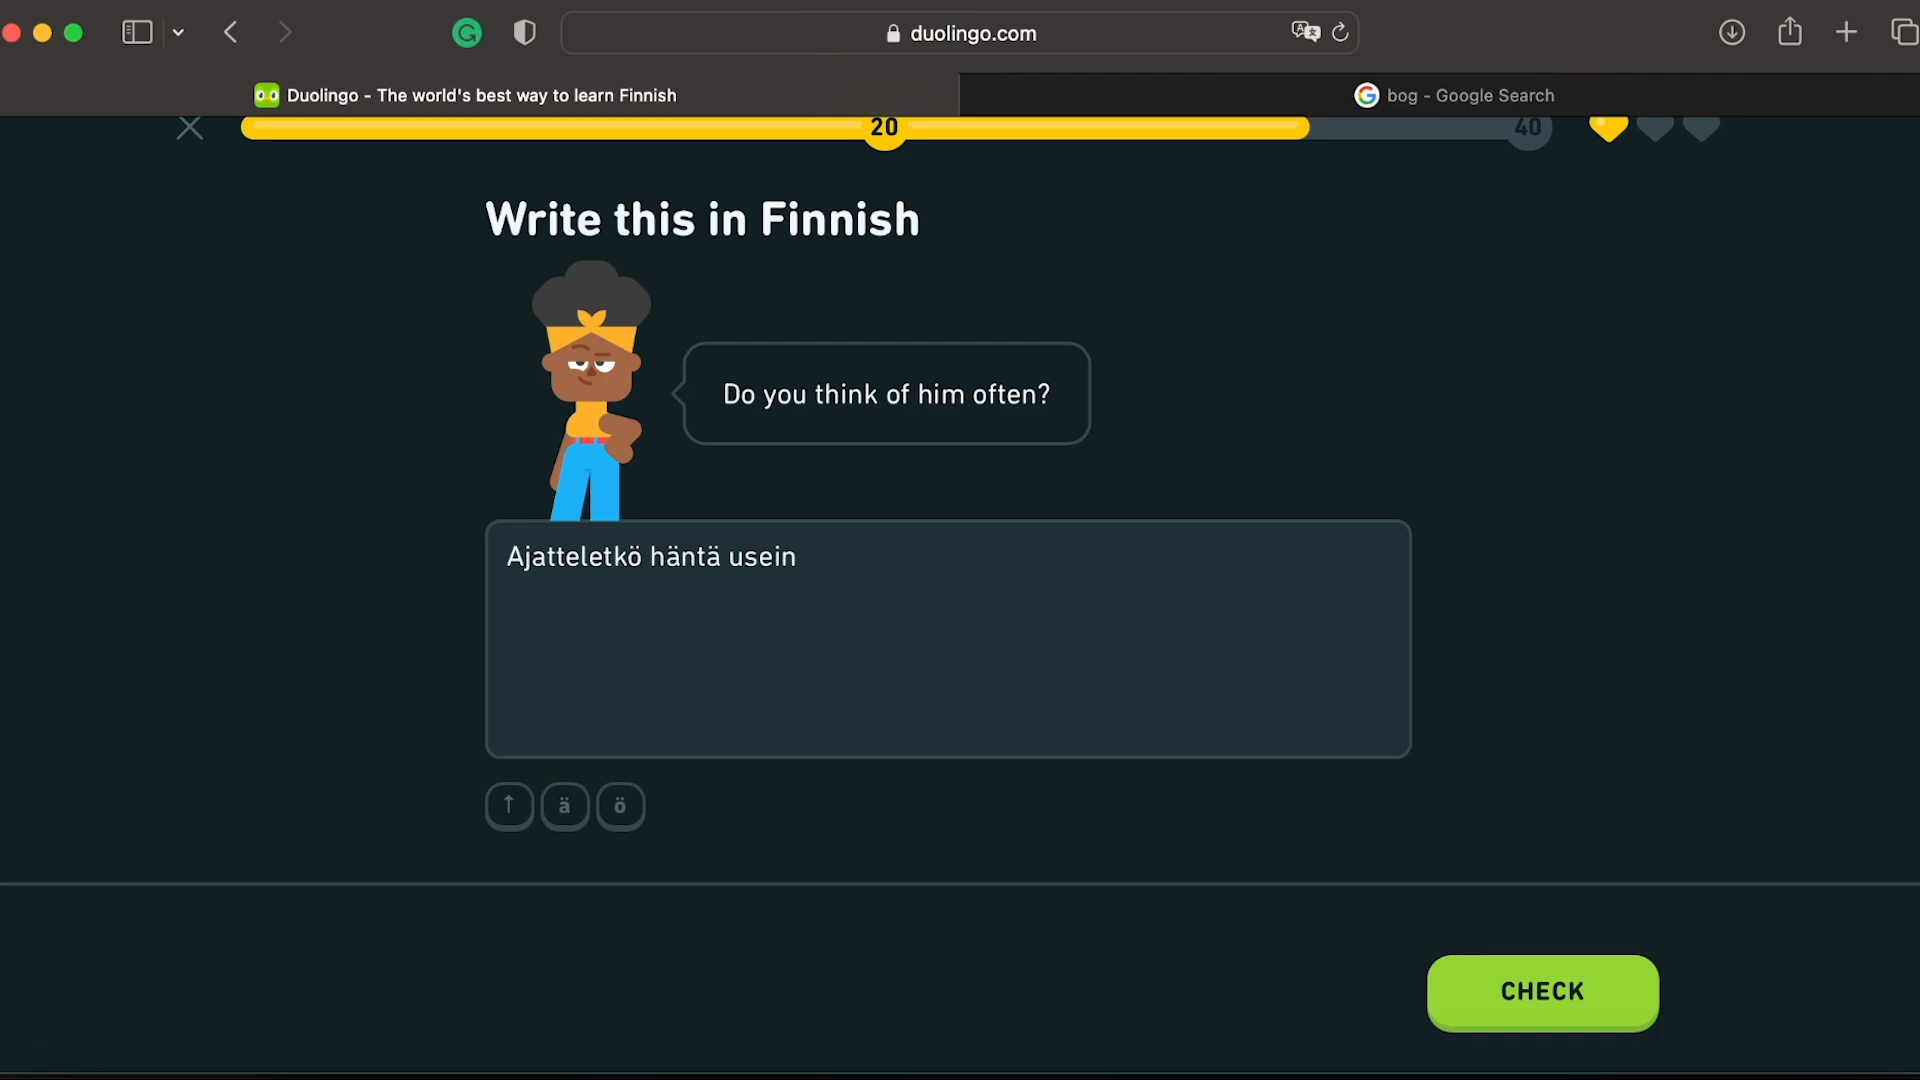 duolingo.com
Duolingo - The world's best way to learn Finnish
bog - Google Search
20
40
Write this in Finnish
Do you think of him often?
Ajatteletkö häntä usein
↑ ä ö
CHECK